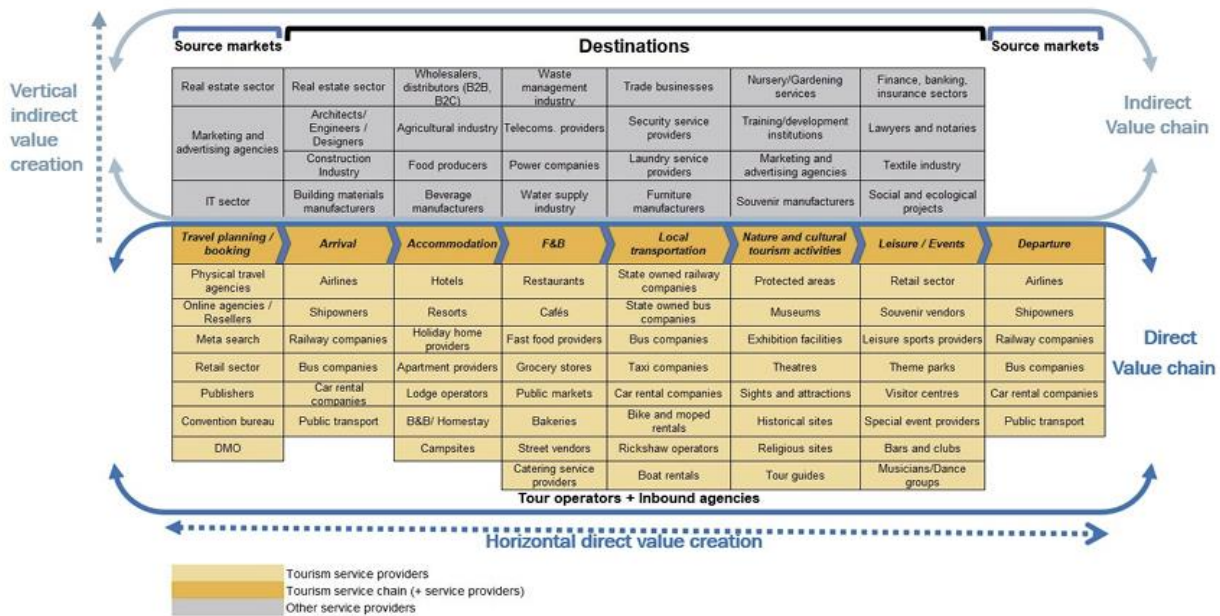 Source markets
Destinations
Source markets
Vertical
indirect
value
creation
Indirect
Value chain
Real estate sector
Real estate sector
Wholesalers,
distributors (B2B,
B2C)
Waste
management
industry
Trade businesses
Nursery/Gardening
services
Finance, banking,
insurance sectors
Marketing and
advertising agencies
Architects/
Engineers /
Designers
Agricultural industry
Telecoms. providers
Security service
providers
Training/development
institutions
Lawyers and notaries
Construction
Industry
Food producers
Power companies
Laundry service
providers
Marketing and
advertising agencies
Textile industry
IT sector
Building materials
manufacturers
Beverage
manufacturers
Water supply
industry
Furniture
manufacturers
Souvenir manufacturers
Social and ecological
projects
Travel planning /
booking
Arrival
Accommodation
F&B
Local
transportation
Nature and cultural
tourism activities
Leisure / Events
Departure
Physical travel
agencies
Airlines
Hotels
Restaurants
State owned railway
companies
Protected areas
Retail sector
Airlines
Online agencies /
Resellers
Shipowners
Resorts
Cafés
State owned bus
companies
Museums
Souvenir vendors
Shipowners
Meta search
Railway companies
Holiday home
providers
Fast food providers
Bus companies
Exhibition facilities
Leisure sports providers
Railway companies
Retail sector
Bus companies
Apartment providers
Grocery stores
Taxi companies
Theatres
Theme parks
Bus companies
Publishers
Car rental
companies
Lodge operators
Public markets
Car rental companies
Sights and attractions
Visitor centres
Car rental companies
Convention bureau
Public transport
B&B/ Homestay
Bakeries
Bike and moped
rentals
Historical sites
Special event providers
Public transport
DMO
Campsites
Street vendors
Rickshaw operators
Religious sites
Bars and clubs
Catering service
providers
Boat rentals
Tour guides
Musicians/Dance
groups
Direct
Value chain
Tour operators + Inbound agencies
Horizontal direct value creation
Tourism service providers
Tourism service chain (+ service providers)
Other service providers